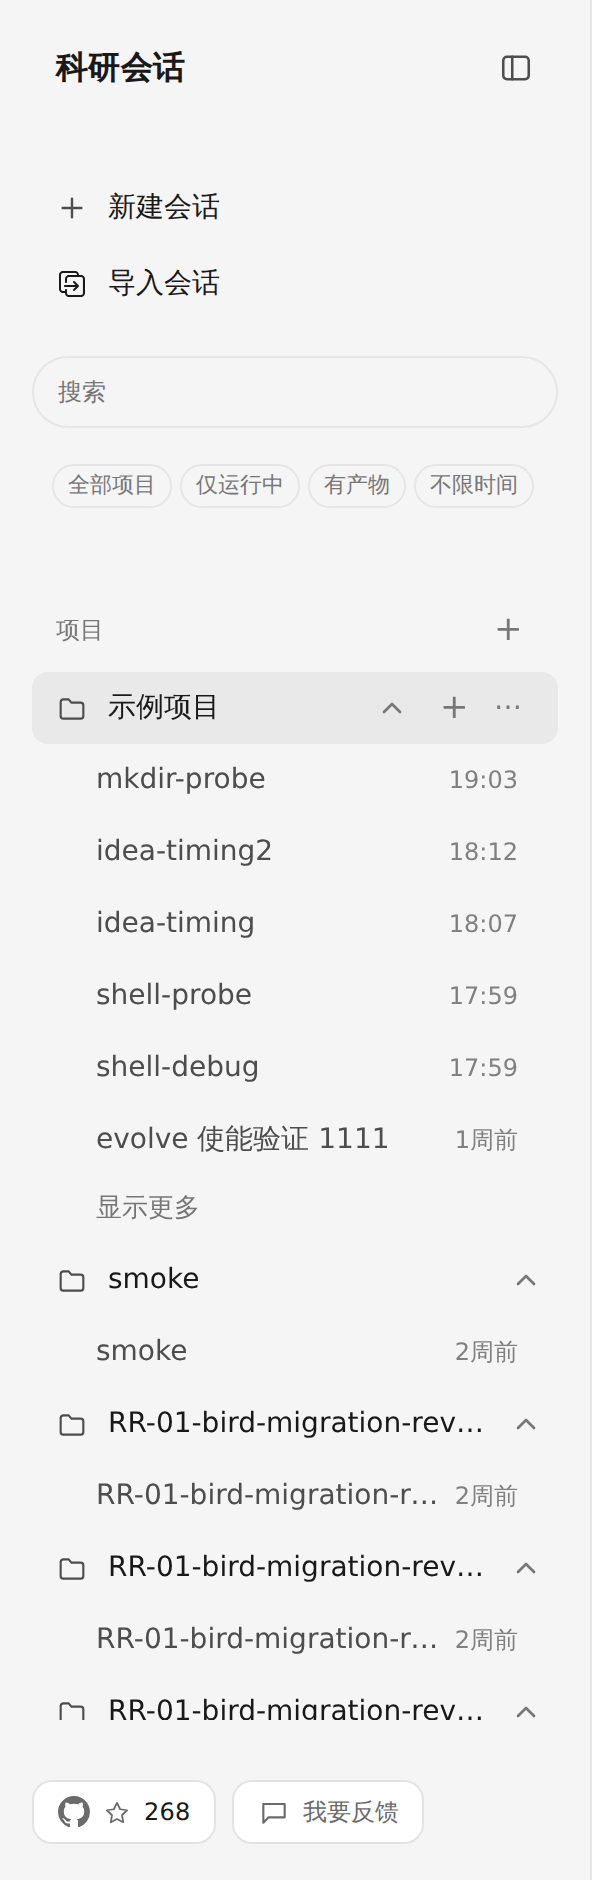 科研会话
新建会话
导入会话
搜索
全部项目 仅运行中 有产物 不限时间
项目
示例项目 ...
mkdir-probe 19:03
idea-timing2 18:12
idea-timing 18:07
shell-probe 17:59
shell-debug 17:59
evolve 使能验证 1111 1周前
显示更多
smoke
smoke 2周前
RR-01-bird-migration-rev...
RR-01-bird-migration-r... 2周前
RR-01-bird-migration-rev...
RR-01-bird-migration-r... 2周前
RR-01-bird-migration-rev...
268 我要反馈